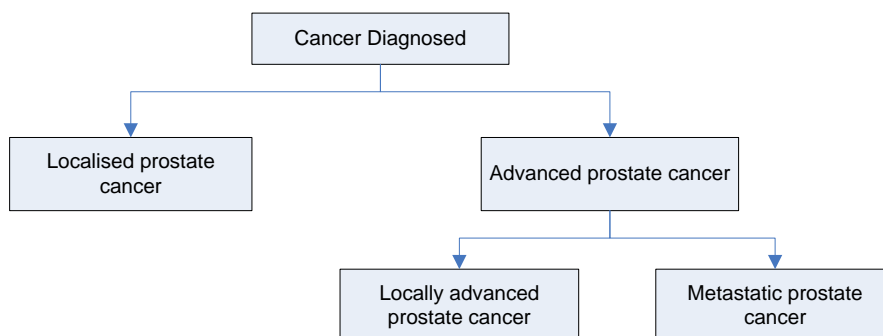 Cancer Diagnosed
Localised prostate
cancer
Advanced prostate cancer
Locally advanced
prostate cancer
Metastatic prostate
cancer